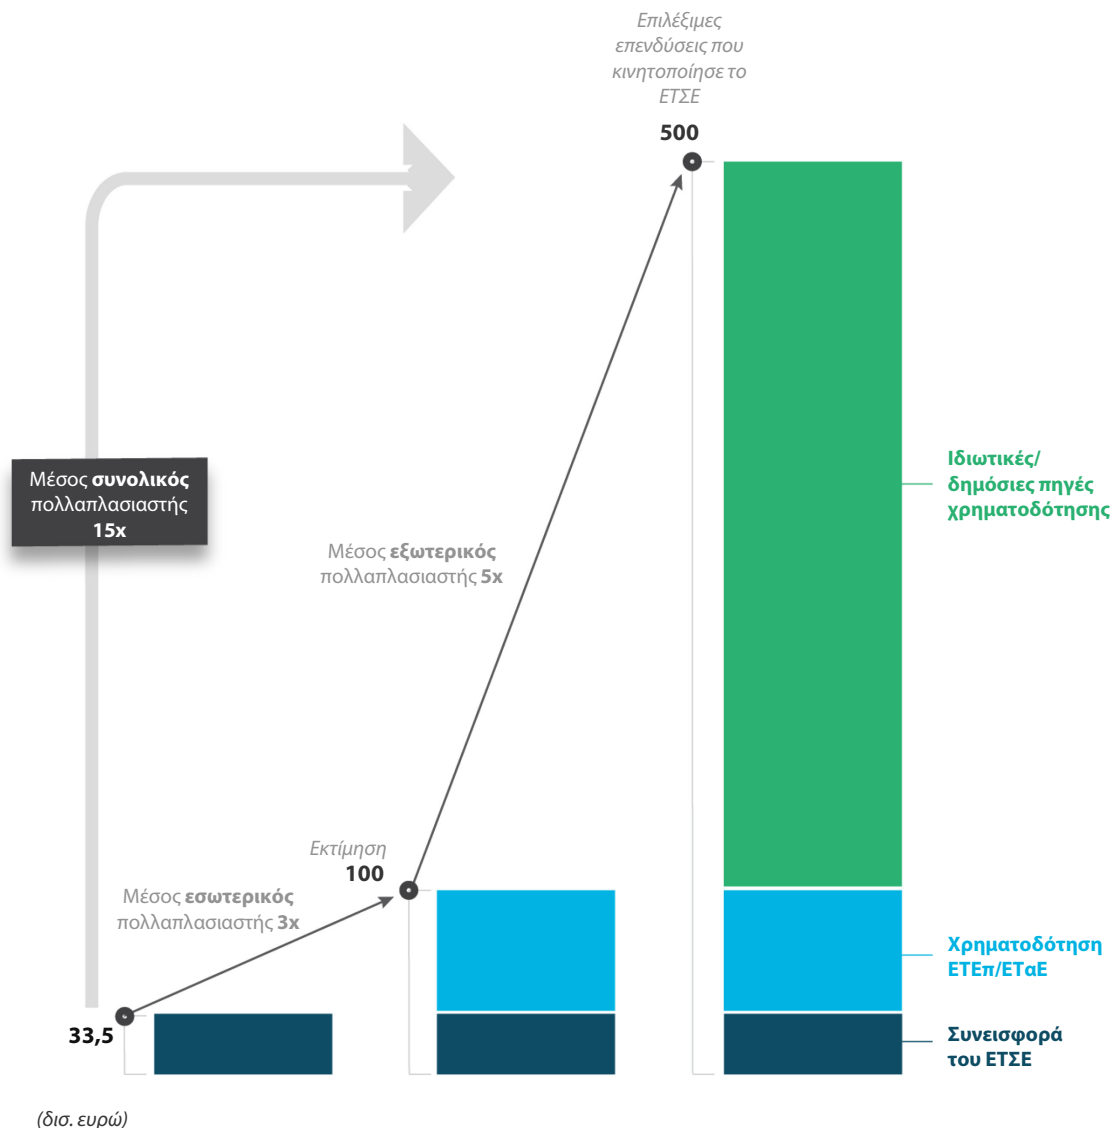 Επιλέξιμες
επενδύσεις που
κινητοποίησε το
ΕΤΣΕ
500
Μέσος συνολικός
πολλαπλασιαστής
15x
Ιδιωτικές/
δημόσιες πηγές
χρηματοδότησης
Μέσος εξωτερικός
πολλαπλασιαστής 5x
Εκτίμηση
100
Μέσος εσωτερικός
πολλαπλασιαστής 3x
Χρηματοδότηση
ΕΤΕπ/ΕΤαΕ
33,5
Συνεισφορά
του ΕΤΣΕ
(δισ. ευρώ)